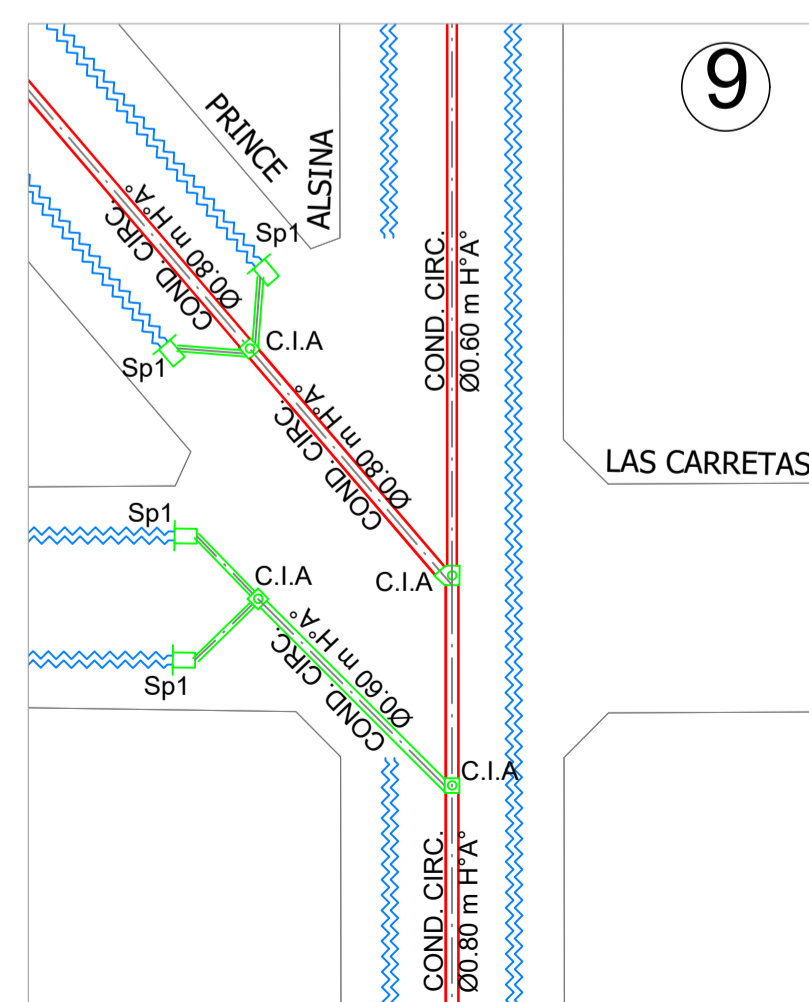 9
PRINCE
ALSINA
COND. CIRC.
Ø0.80 m H°A°
Sp1
Sp1
C.I.A
COND. CIRC.
Ø0.60 m H°A°
COND. CIRC.
Ø0.80 m H°A°
LAS CARRETAS
Sp1
C.I.A
C.I.A
COND. CIRC.
Ø0.60 m H°A°
Sp1
C.I.A
COND. CIRC.
Ø0.80 m H°A°